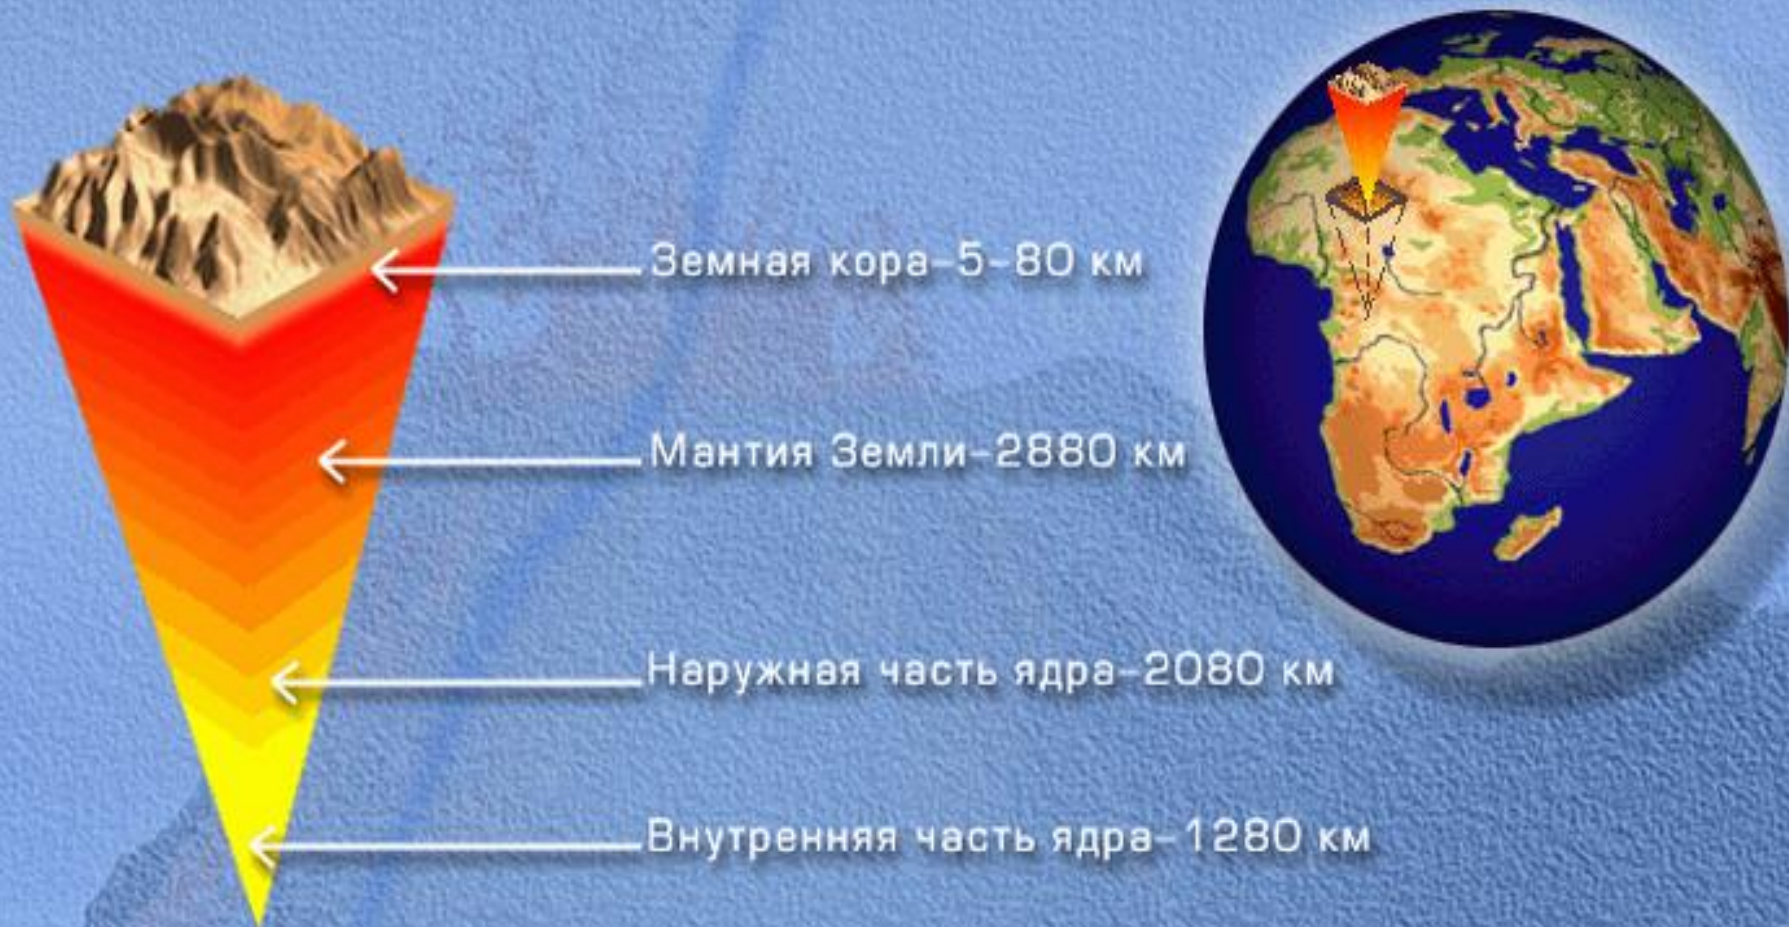 Земная кора-5-80 км
Мантия Земли-2880 км
Наружная часть ядра-2080 км
Внутренняя часть ядра-1280 км